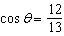 cos θ = 12/13